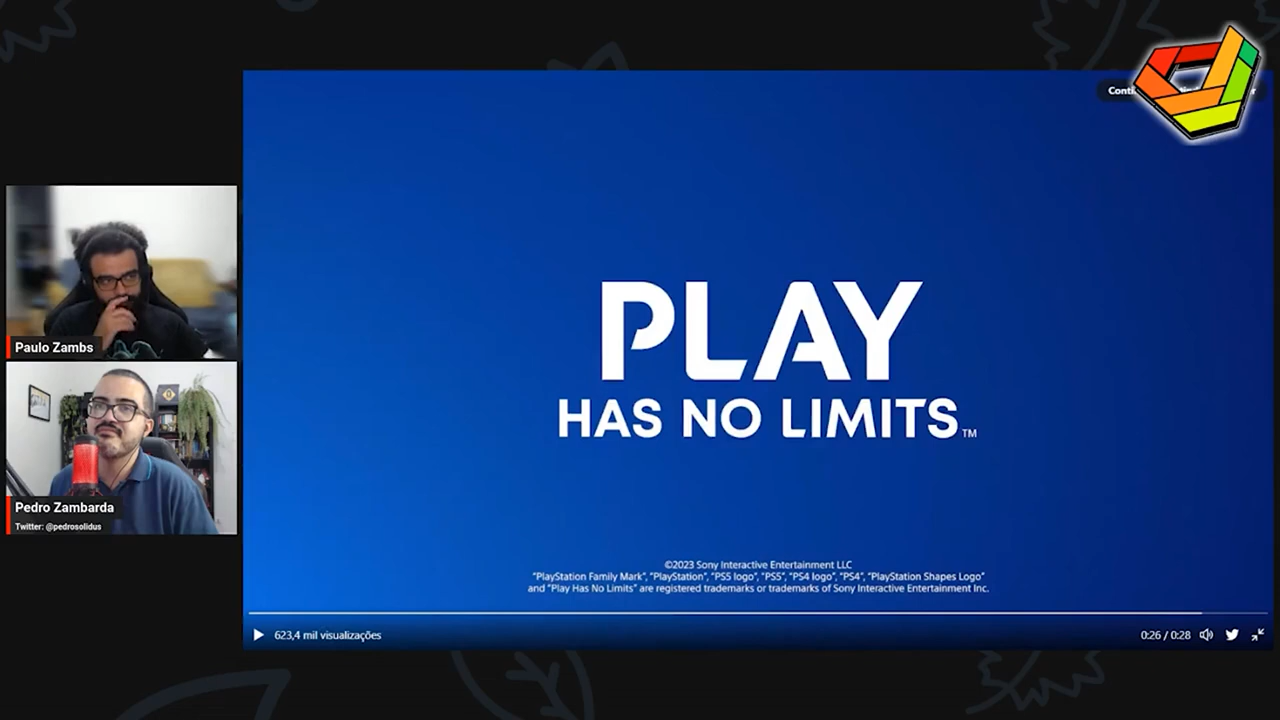 Paulo Zambs
Pedro Zambarda
Twitter: @pedrosolidus
PLAY
HAS NO LIMITS™
©2023 Sony Interactive Entertainment LLC
"PlayStation Family Mark", "PlayStation", "PS5 logo", "PS5", "PS4 logo", "PS4", "PlayStation Shapes Logo"
and "Play Has No Limits" are registered trademarks or trademarks of Sony Interactive Entertainment Inc.
623,4 mil visualizações
0:26 / 0:28